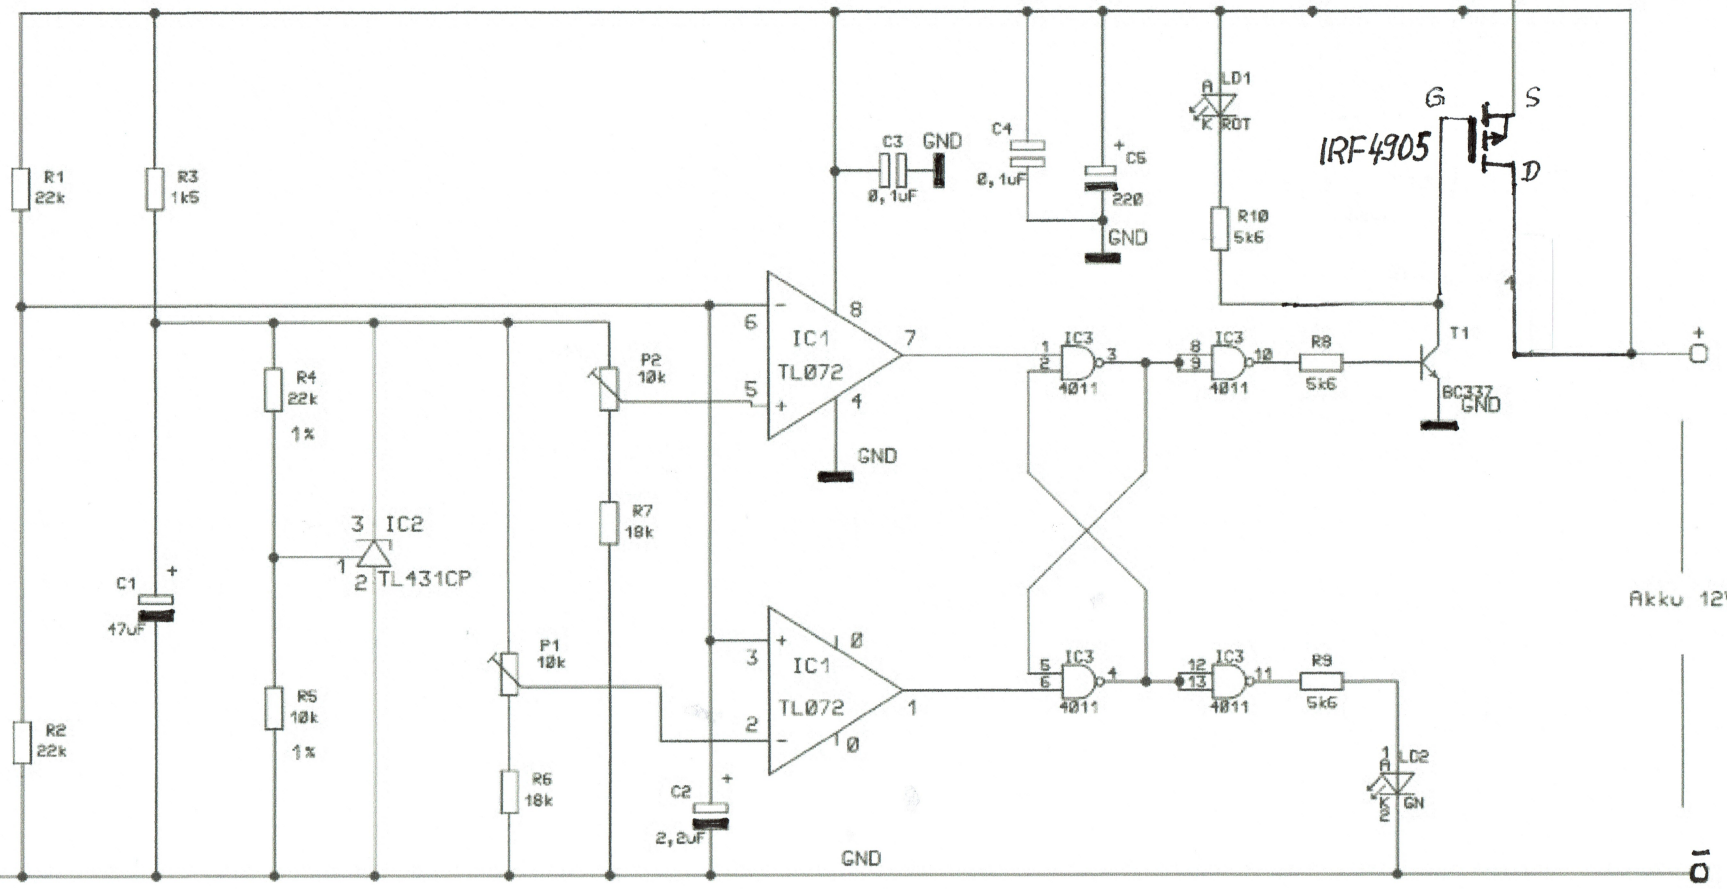 R1
22k
R3
1k5
C3
0,1uF
GND
C4
0,1uF
+
C5
220
GND
A
LD1
K ROT
R10
5k6
G
S
IRF4905
D
6
-
IC1
8
7
TL072
5
+
4
GND
P2
10k
R4
22k
1%
R7
18k
3
IC2
1
2
TL431CP
C1
+
47uF
1
2
IC3
3
4011
8
9
IC3
10
4011
R8
5k6
T1
BC337
GND
4
+
Akku 12V
R2
22k
R5
10k
1%
P1
10k
R6
18k
+
3
IC1
0
TL072
2
-
0
1
C2
+
2,2uF
5
6
IC3
4
4011
12
13
IC3
11
4011
R9
5k6
1
A
LD2
K
2
GN
GND
-